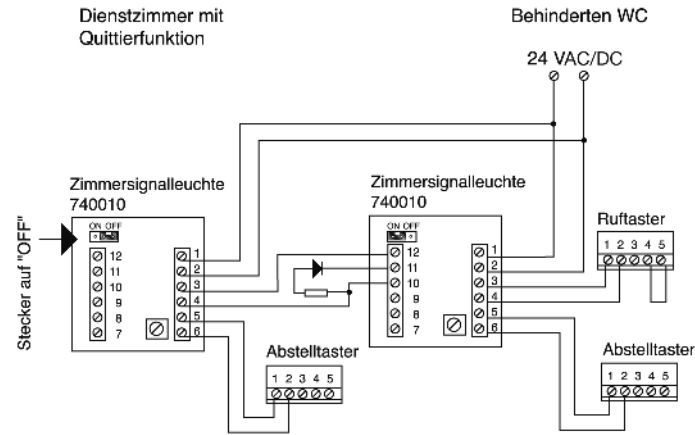 Dienstzimmer mit
Quittierfunktion
Behinderten WC
24 VAC/DC
Zimmersignalleuchte
740010
ON OFF
Stecker auf "OFF"
12
11
10
9
8
7
1
2
3
4
5
6
Zimmersignalleuchte
740010
ON OFF
12
11
10
9
8
7
1
2
3
4
5
6
Ruftaster
1 2 3 4 5
Abstelltaster
1 2 3 4 5
Abstelltaster
1 2 3 4 5